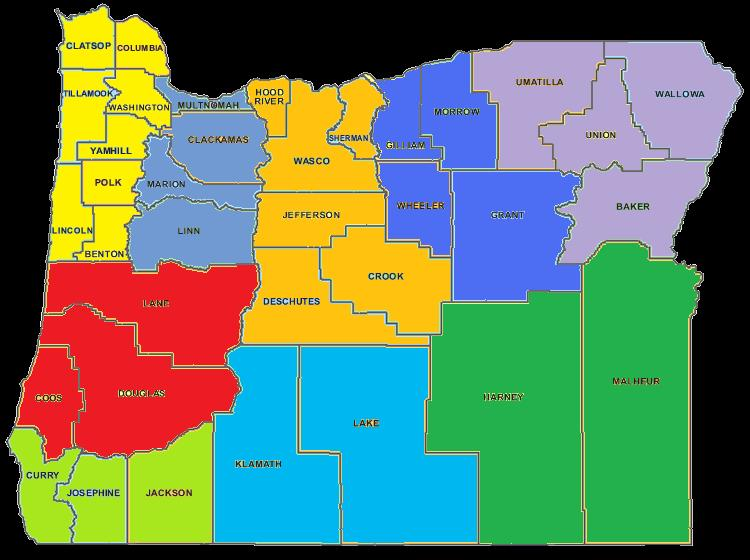 CLATSOP
COLUMBIA
TILLAMOOK
WASHINGTON
MULTNOMAH
HOOD
RIVER
SHERMAN
GILLIAM
MORROW
UMATILLA
WALLOWA
UNION
YAMHILL
CLACKAMAS
WASCO
POLK
MARION
WHEELER
GRANT
BAKER
LINCOLN
BENTON
LINN
JEFFERSON
CROOK
DESCHUTES
LANE
COOS
DOUGLAS
LAKE
HARNEY
MALHEUR
CURRY
JOSEPHINE
JACKSON
KLAMATH